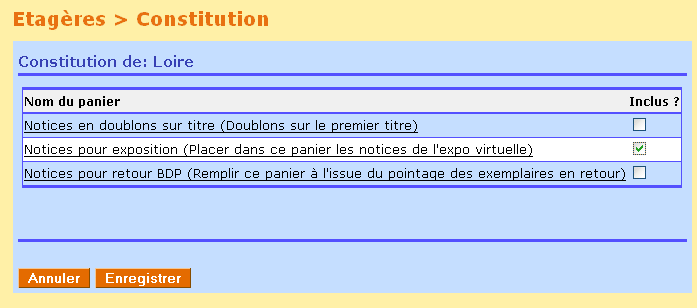 Etagères > Constitution
Constitution de: Loire
Nom du panier Inclus ?
Notices en doublons sur titre (Doublons sur le premier titre)
Notices pour exposition (Placer dans ce panier les notices de l'expo virtuelle)
Notices pour retour BDP (Remplir ce panier à l'issue du pointage des exemplaires en retour)
Annuler Enregistrer